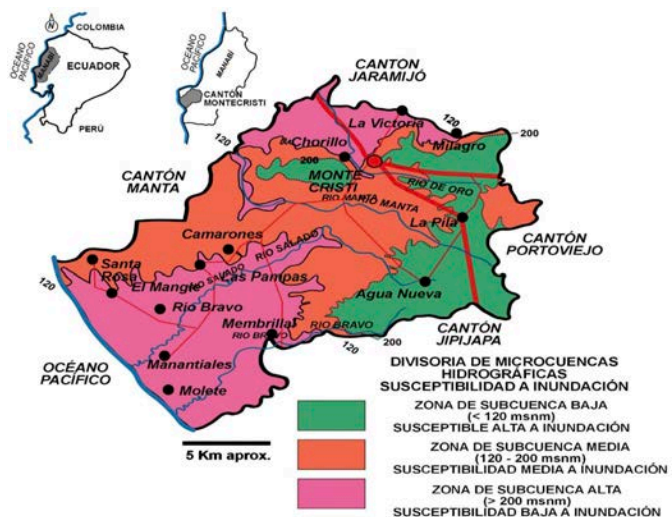 N
COLOMBIA
OCÉANO
PACÍFICO
MANABÍ
ECUADOR
PERÚ
OCÉANO
PACÍFICO
MANABÍ
CANTÓN
MONTECRISTI
CANTON
JARAMIJÓ
La Victoria
120
200
Milagro
120
Chorillo
200
CANTÓN
MANTA
MONTE
CRISTI
RIO DE ORO
RIO MANTA
RIO MANTA
La Pila
CANTÓN
PORTOVIEJO
Camarones
RIO SALADO
Santa
Rosa
RIO SALADO
Las Pampas
El Mangle
120
Agua Nueva
Rio Bravo
Membrillal
RIO BRAVO
RIO BRAVO
120
200
CANTÓN
JIPIJAPA
OCÉANO
PACÍFICO
Manantiales
Molete
5 Km aprox.
DIVISORIA DE MICROCUENCAS
HIDROGRÁFICAS
SUSCEPTIBILIDAD A INUNDACIÓN
ZONA DE SUBCUENCA BAJA
(< 120 msnm)
SUSCEPTIBLE ALTA A INUNDACIÓN
ZONA DE SUBCUENCA MEDIA
(120 - 200 msnm)
SUSCEPTIBILIDAD MEDIA A INUNDACIÓN
ZONA DE SUBCUENCA ALTA
(> 200 msnm)
SUSCEPTIBILIDAD BAJA A INUNDACIÓN